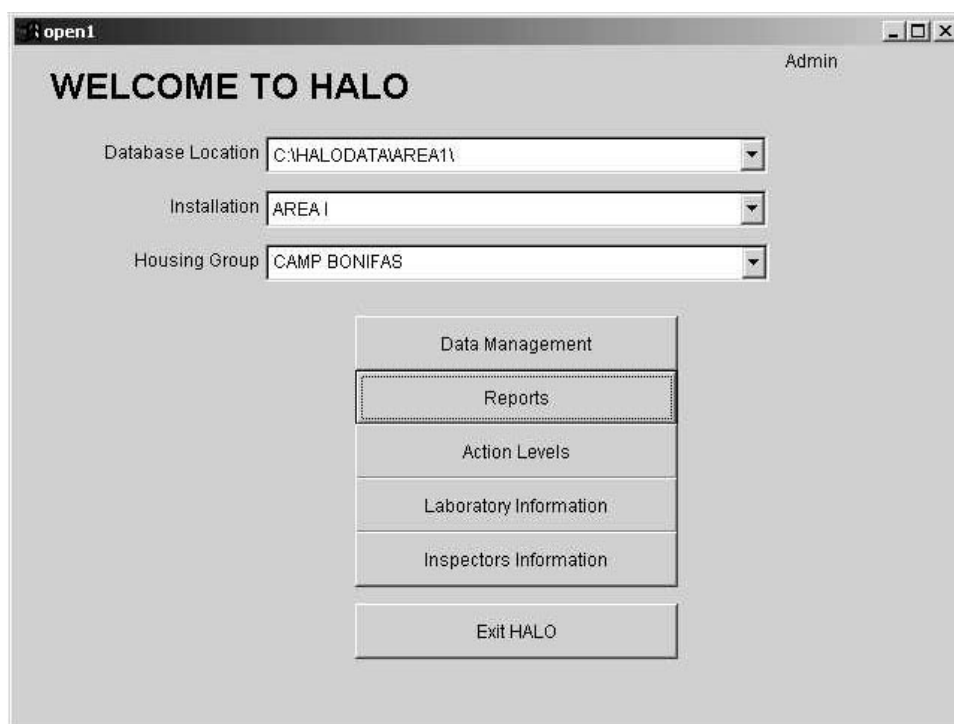 open1
Admin
WELCOME TO HALO
Database Location C:\HALODATA\AREA1\
Installation AREA I
Housing Group CAMP BONIFAS
Data Management
Reports
Action Levels
Laboratory Information
Inspectors Information
Exit HALO